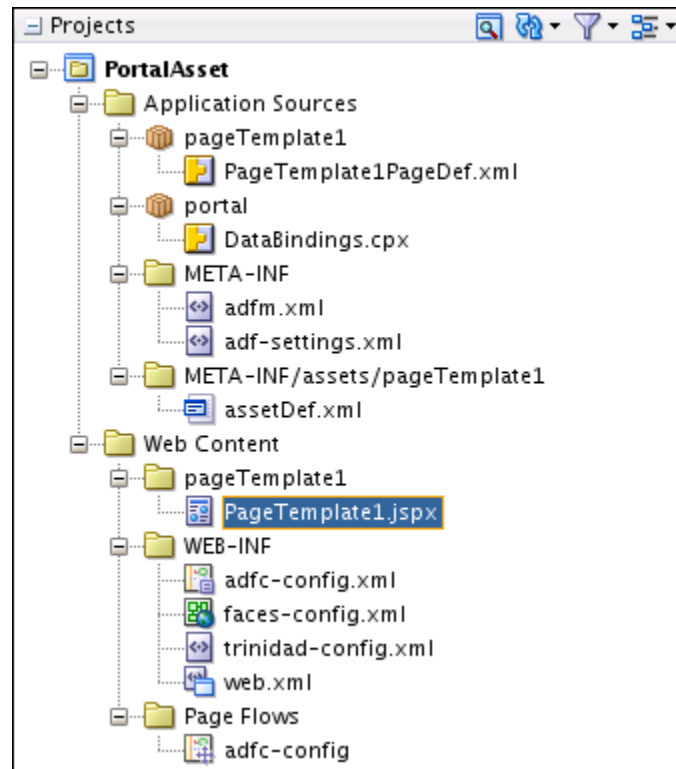 Projects
PortalAsset
Application Sources
pageTemplate1
PageTemplate1PageDef.xml
portal
DataBindings.cpx
META-INF
adfm.xml
adf-settings.xml
META-INF/assets/pageTemplate1
assetDef.xml
Web Content
pageTemplate1
PageTemplate1.jspx
WEB-INF
adfc-config.xml
faces-config.xml
trinidad-config.xml
web.xml
Page Flows
adfc-config